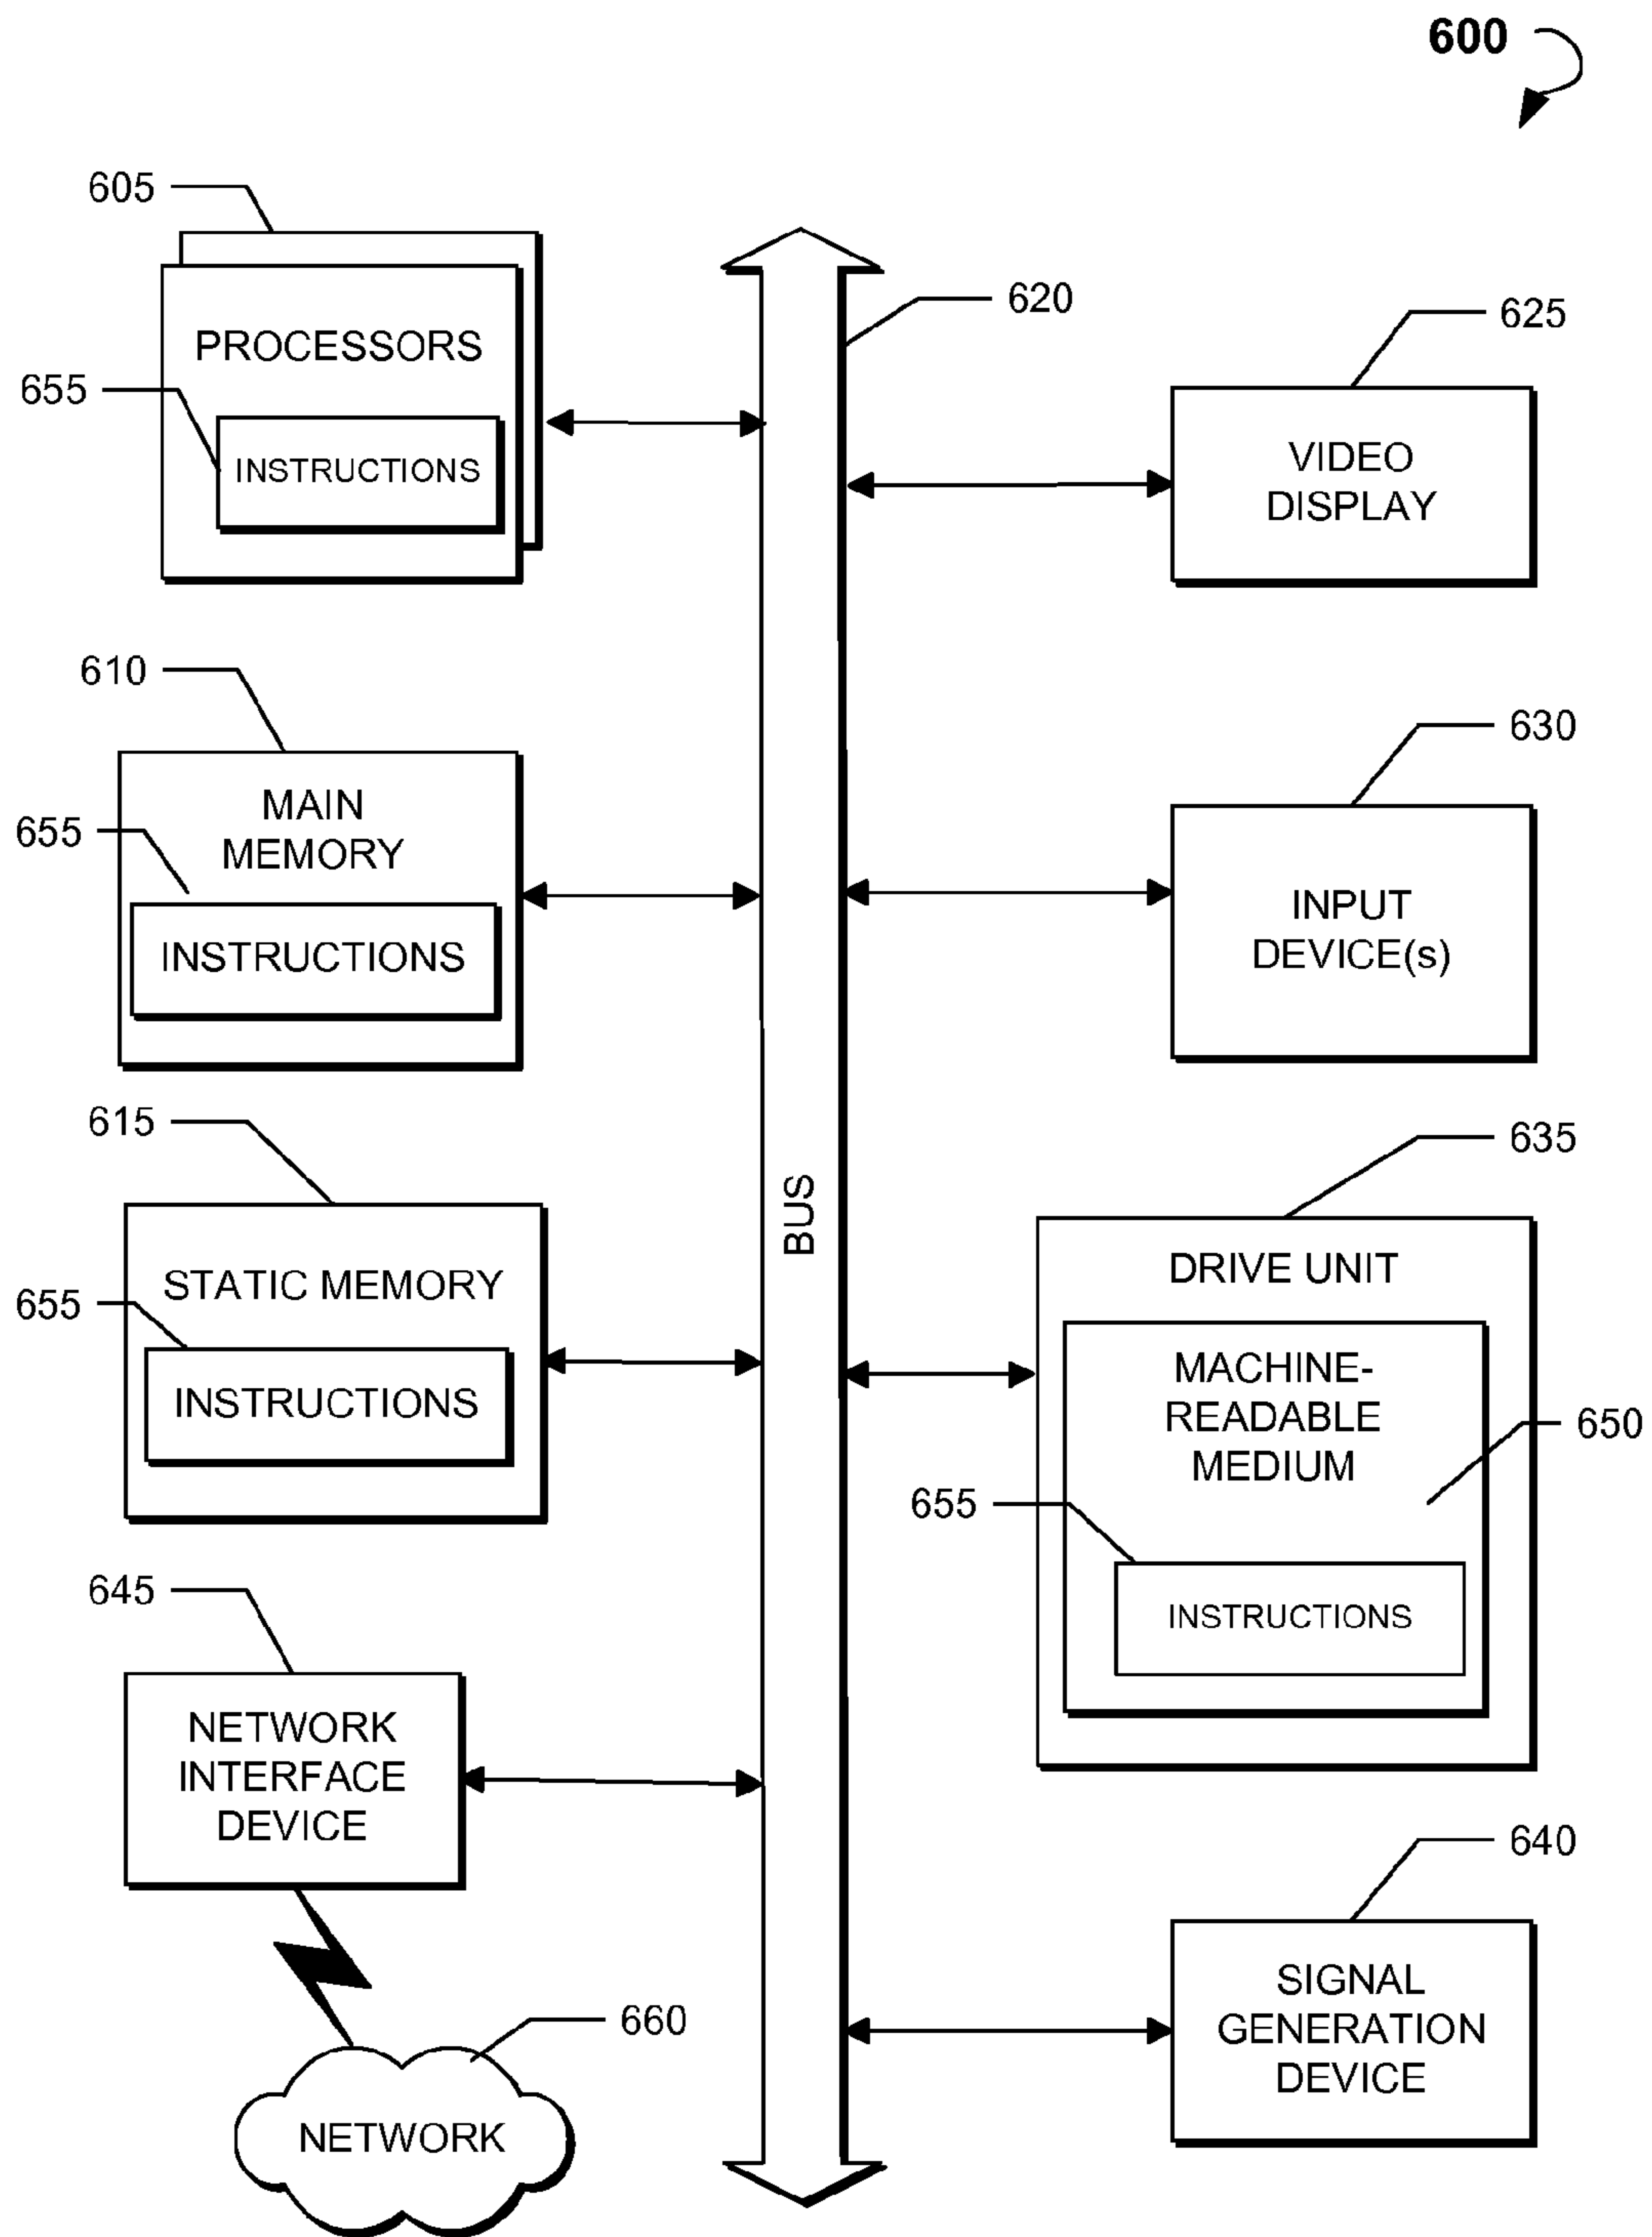 600
605
PROCESSORS
655
INSTRUCTIONS
610
MAIN
MEMORY
655
INSTRUCTIONS
615
STATIC MEMORY
655
INSTRUCTIONS
645
NETWORK
INTERFACE
DEVICE
660
NETWORK
620
BUS
625
VIDEO
DISPLAY
630
INPUT
DEVICE(s)
635
DRIVE UNIT
MACHINE-
READABLE
MEDIUM
650
655
INSTRUCTIONS
640
SIGNAL
GENERATION
DEVICE